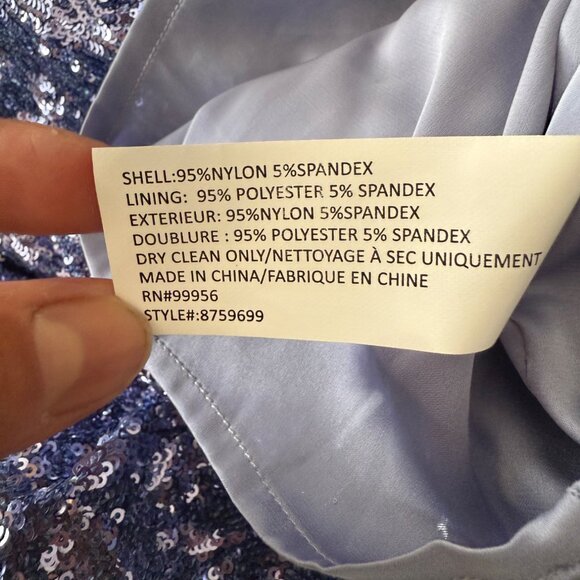 SHELL:95%NYLON 5%SPANDEX
LINING: 95% POLYESTER 5% SPANDEX
EXTERIEUR: 95%NYLON 5%SPANDEX
DOUBLURE : 95% POLYESTER 5% SPANDEX
DRY CLEAN ONLY/NETTOYAGE À SEC UNIQUEMENT
MADE IN CHINA/FABRIQUE EN CHINE
RN#99956
STYLE#:8759699